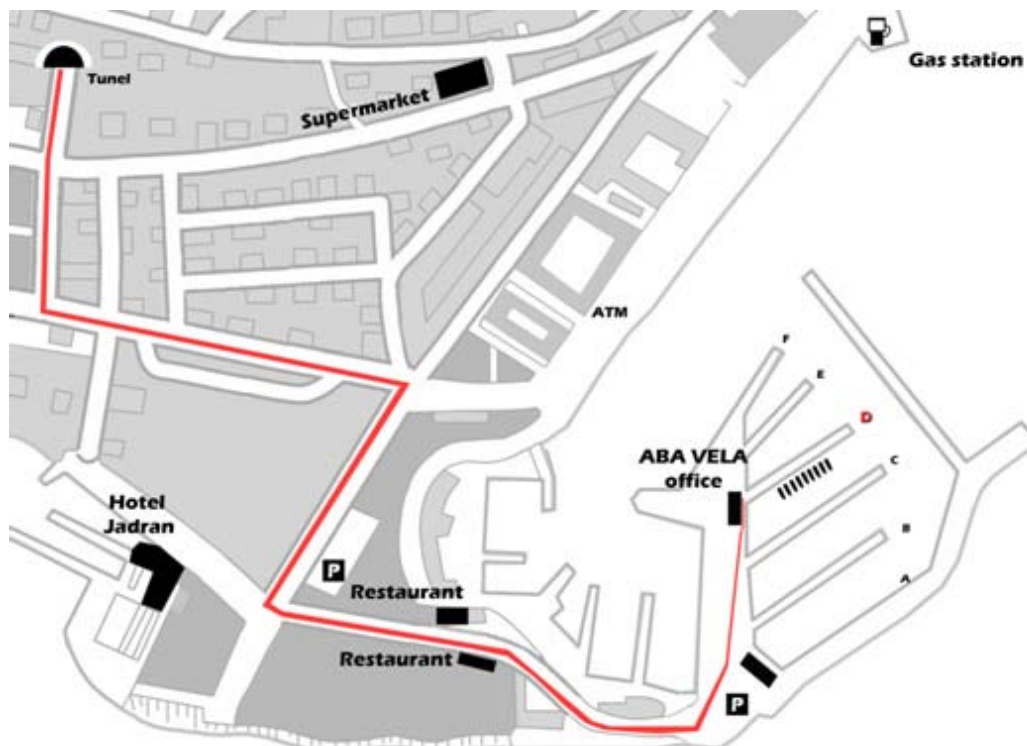 Tunel
Supermarket
Gas station
ATM
F
E
D
C
B
A
ABA VELA
office
Hotel
Jadran
P
Restaurant
Restaurant
P